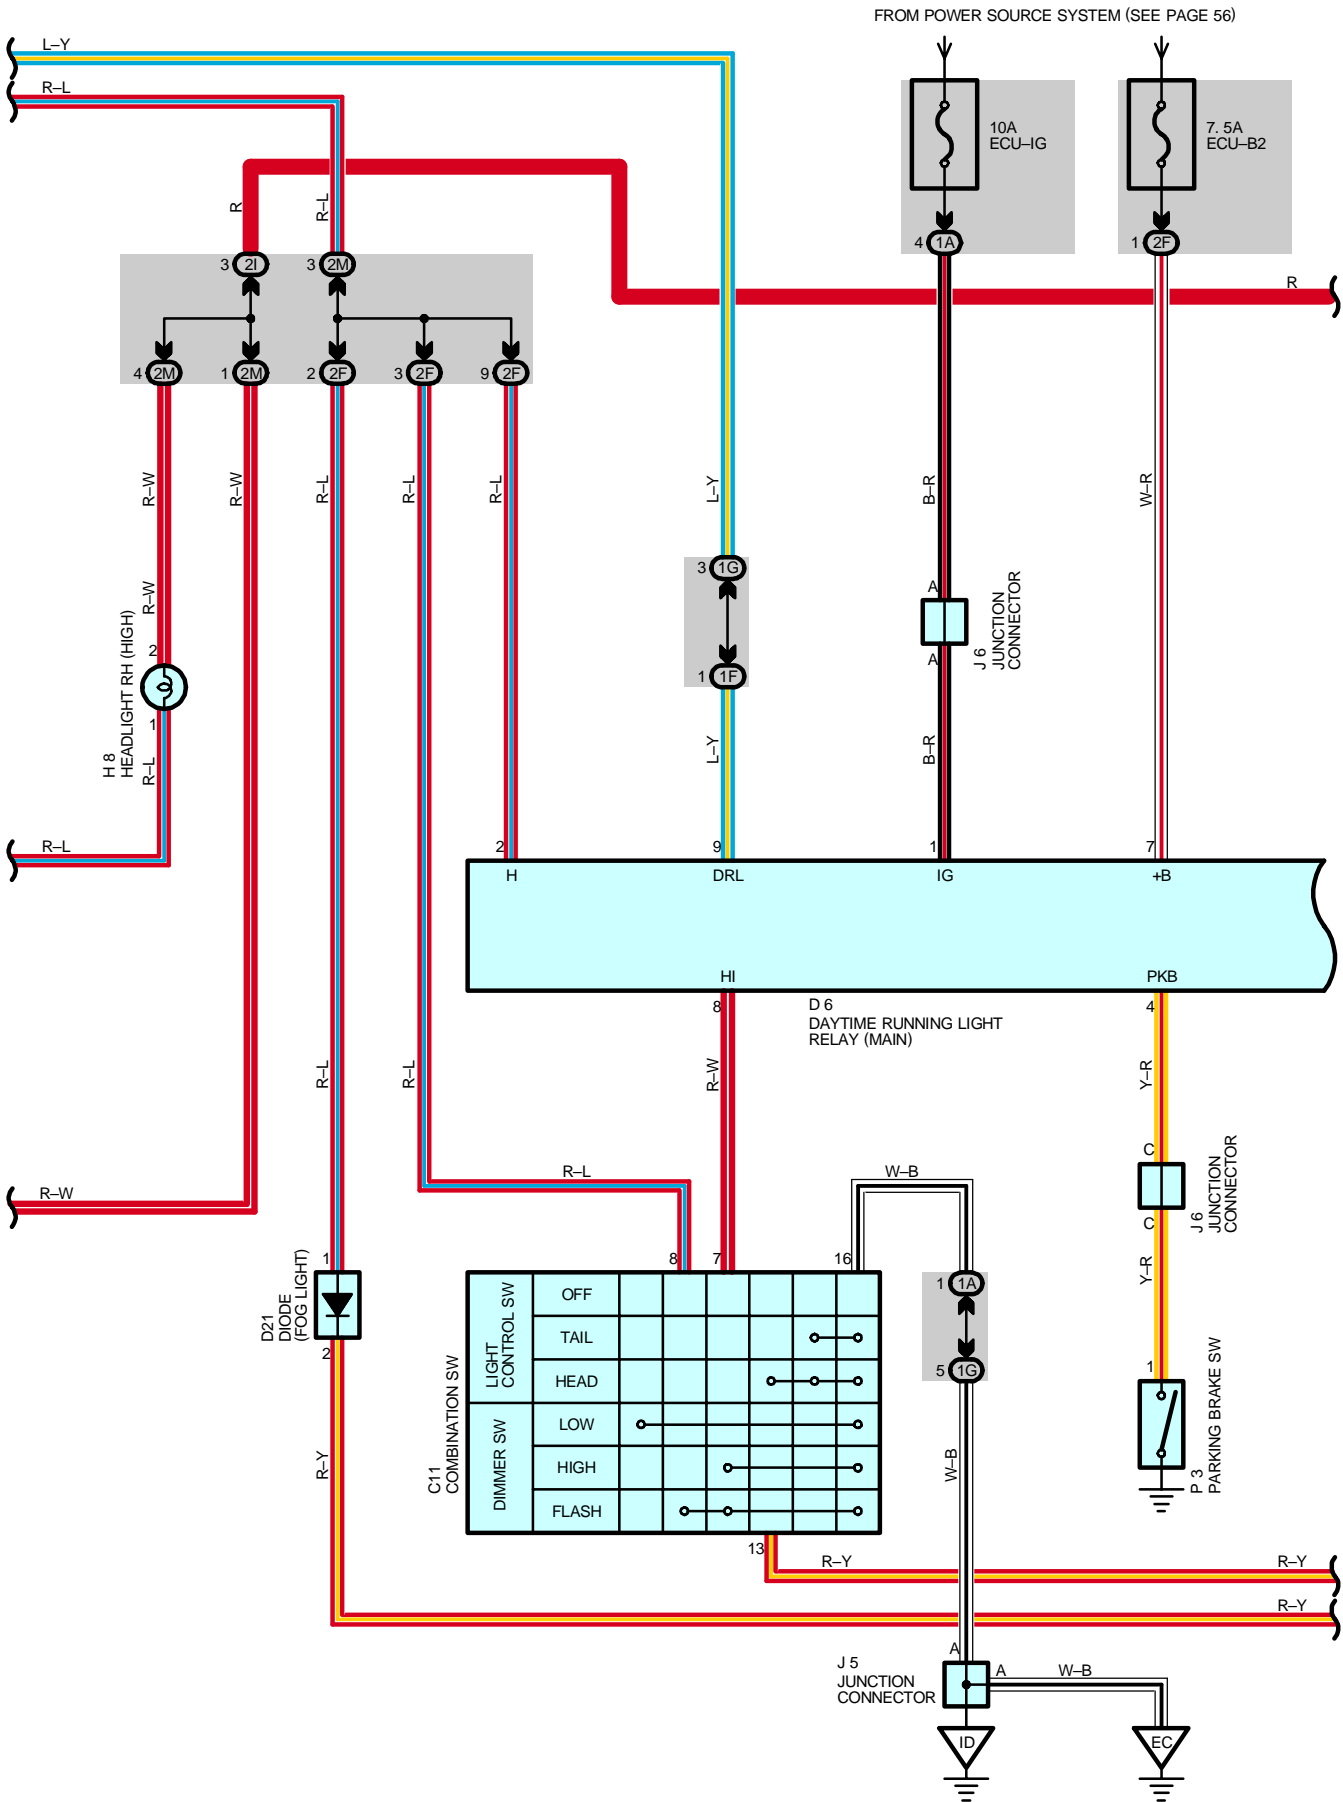 FROM POWER SOURCE SYSTEM (SEE PAGE 56)
L–Y
R–L
10A
ECU–IG
7. 5A
ECU–B2
R
R–L
4 1A
1 2F
3 2I
3 2M
R
4 2M
1 2M
2 2F
3 2F
9 2F
R–W
R–W
R–L
R–L
R–L
L–Y
B–R
W–R
3 1G
R–W
A
J 6
JUNCTION
CONNECTOR
2
A
1 1F
H 8
HEADLIGHT RH (HIGH)
1
R–L
L–Y
B–R
R–L
2
9
1
7
H
DRL
IG
+B
HI
PKB
8
D 6
DAYTIME RUNNING LIGHT
RELAY (MAIN)
4
R–L
R–L
R–W
Y–R
C
J 6
JUNCTION
CONNECTOR
R–L
W–B
R–W
C
1
8
7
16
Y–R
D21
DIODE
(FOG LIGHT)
1 1A
2
5 1G
1
P 3
PARKING BRAKE SW
C11
COMBINATION SW
LIGHT
CONTROL SW
OFF
TAIL
HEAD
DIMMER SW
LOW
HIGH
FLASH
R–Y
W–B
13
R–Y
R–Y
R–Y
A
J 5
JUNCTION
CONNECTOR
A
W–B
ID
EC